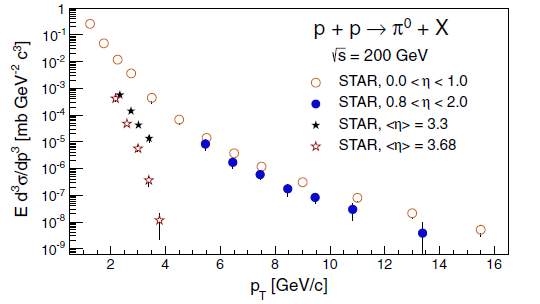 p + p → π⁰ + X
√s = 200 GeV
STAR, 0.0 < η < 1.0
STAR, 0.8 < η < 2.0
STAR, <η> = 3.3
STAR, <η> = 3.68
E d³σ/dp³ [mb GeV⁻² c³]
1
10⁻¹
10⁻²
10⁻³
10⁻⁴
10⁻⁵
10⁻⁶
10⁻⁷
10⁻⁸
10⁻⁹
2 4 6 8 10 12 14 16
p_T [GeV/c]